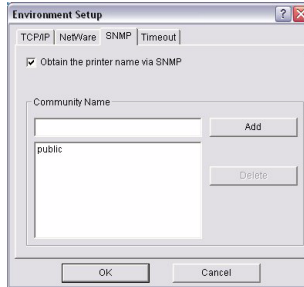 Environment Setup
TCP/IP NetWare SNMP Timeout
Obtain the printer name via SNMP
Community Name
Add
public
Delete
OK Cancel